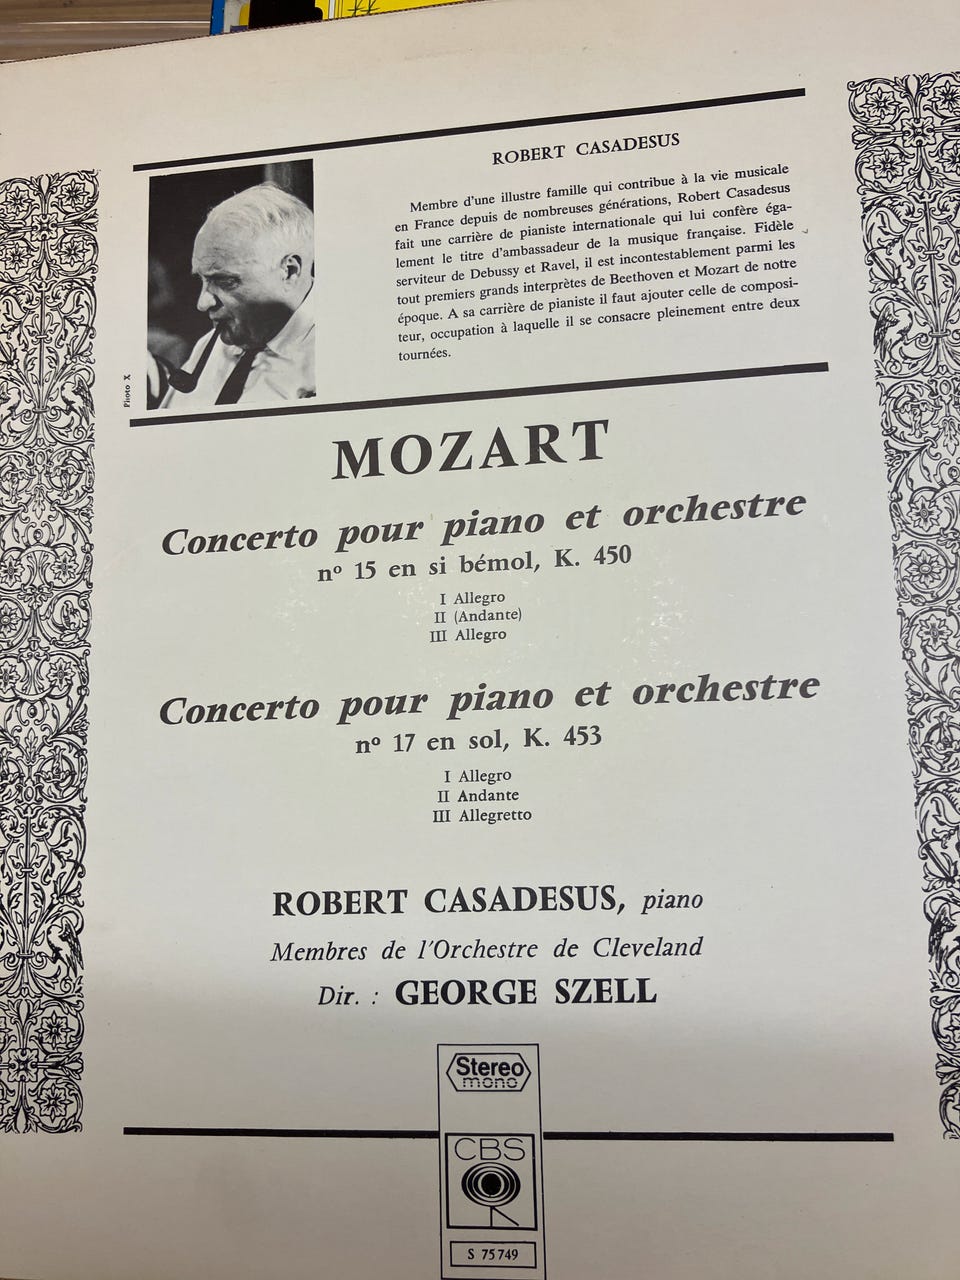 ROBERT CASADESUS
Membre d'une illustre famille qui contribue à la vie musicale
en France depuis de nombreuses générations, Robert Casadesus
fait une carrière de pianiste internationale qui lui confère éga-
lement le titre d'ambassadeur de la musique française. Fidèle
serviteur de Debussy et Ravel, il est incontestablement parmi les
tout premiers grands interprètes de Beethoven et Mozart de notre
époque. A sa carrière de pianiste il faut ajouter celle de composi-
teur, occupation à laquelle il se consacre pleinement entre deux
tournées.
Photo X
MOZART
Concerto pour piano et orchestre
nº 15 en si bémol, K. 450
I Allegro
II (Andante)
III Allegro
Concerto pour piano et orchestre
nº 17 en sol, K. 453
I Allegro
II Andante
III Allegretto
ROBERT CASADESUS, piano
Membres de l'Orchestre de Cleveland
Dir. : GEORGE SZELL
Stereo
mono
CBS
S 75749